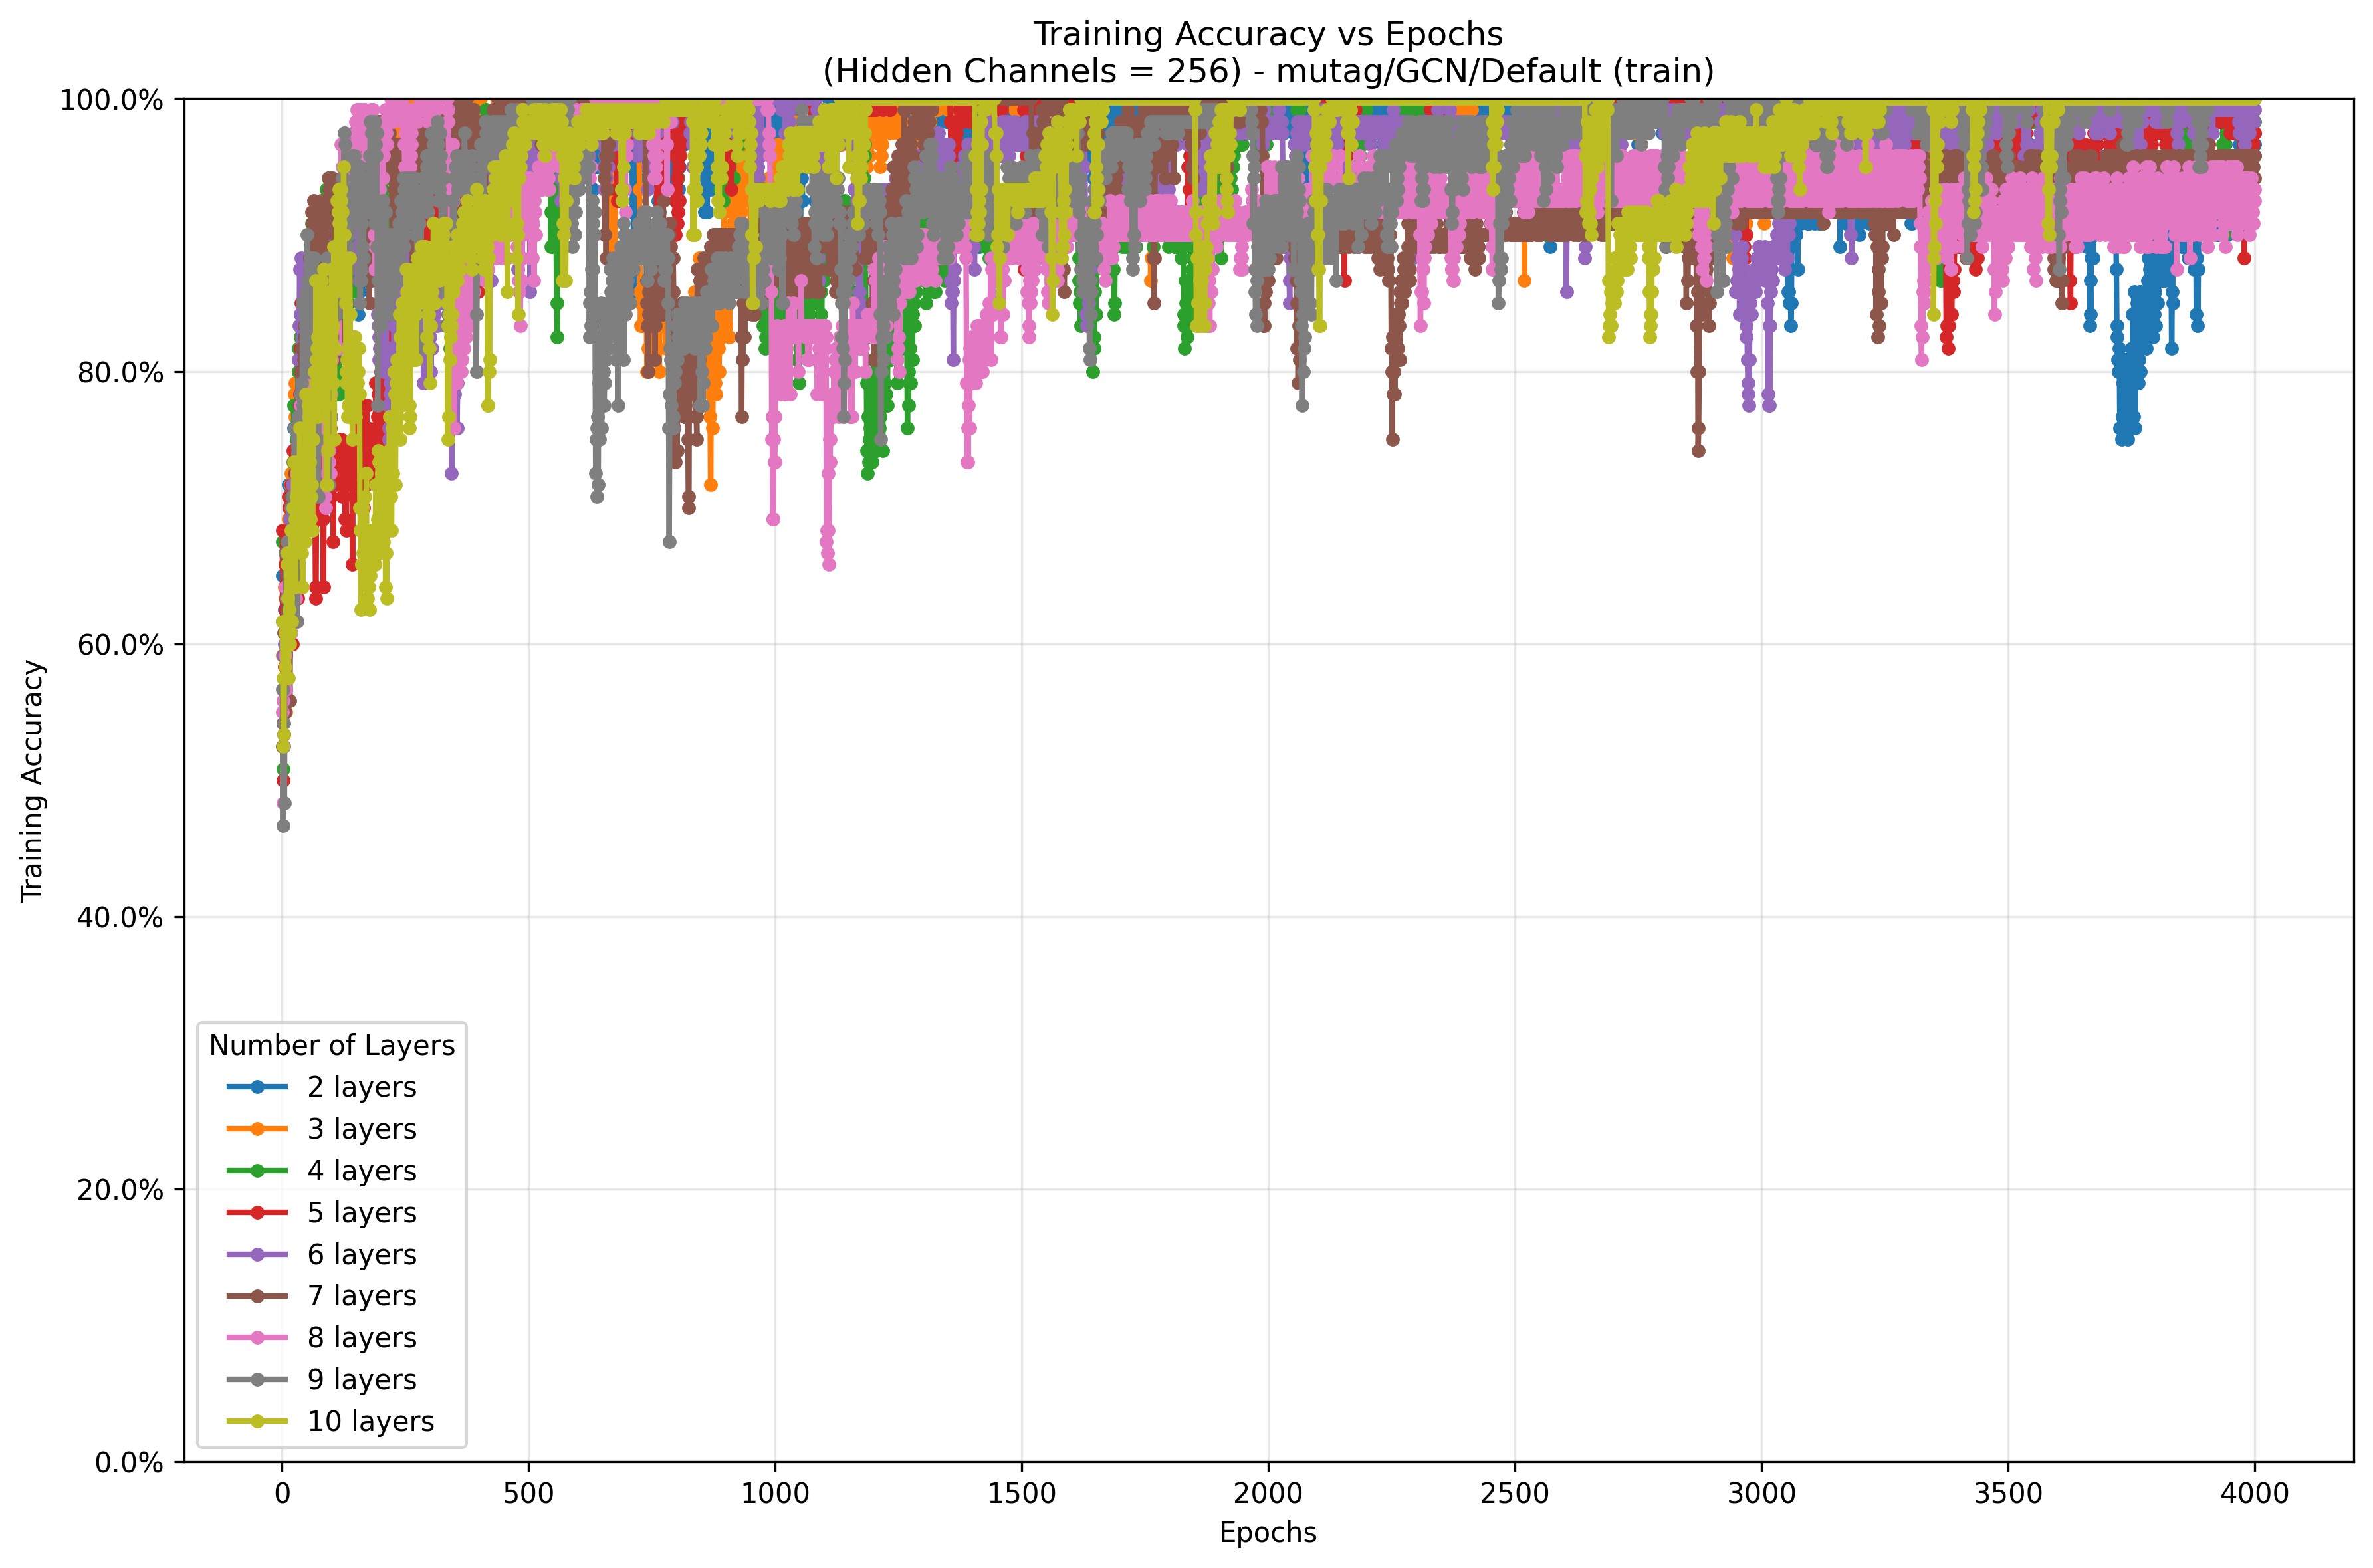 Training Accuracy vs Epochs
(Hidden Channels = 256) - mutag/GCN/Default (train)
100.0%
80.0%
60.0%
40.0%
20.0%
0.0%
Training Accuracy
Number of Layers
2 layers
3 layers
4 layers
5 layers
6 layers
7 layers
8 layers
9 layers
10 layers
0 500 1000 1500 2000 2500 3000 3500 4000
Epochs